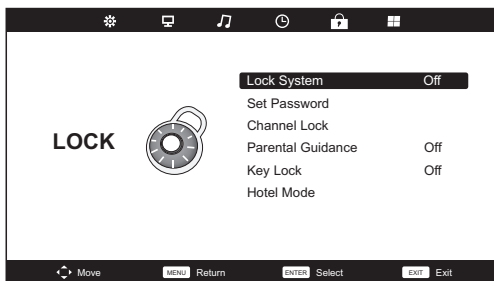 Lock System Off
Set Password
Channel Lock
LOCK
Parental Guidance Off
Key Lock Off
Hotel Mode
Move MENU Return ENTER Select EXIT Exit